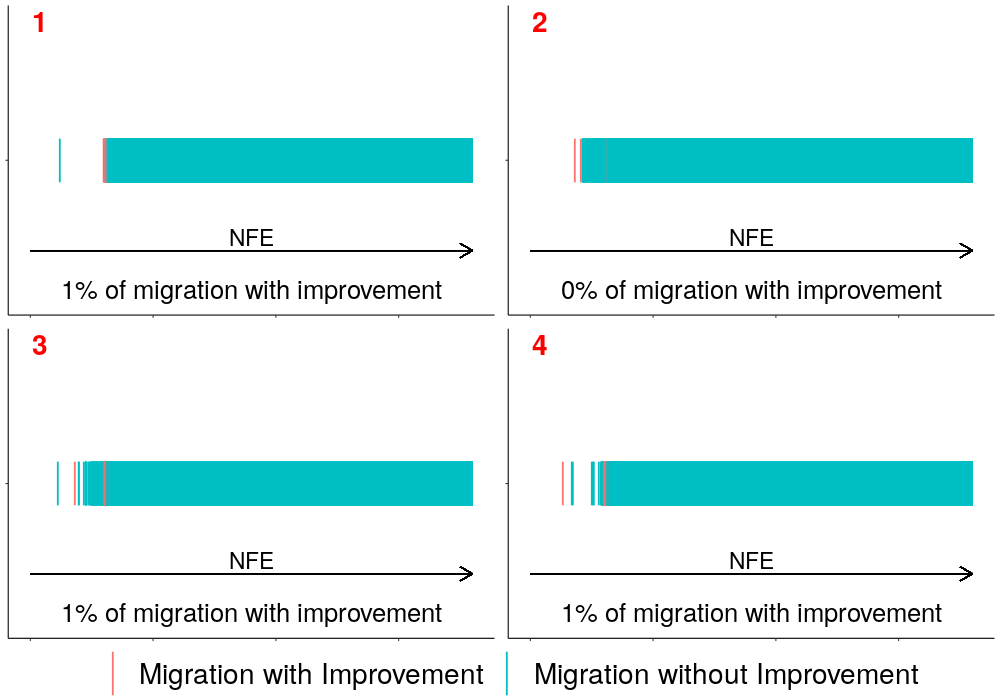 1
NFE
1% of migration with improvement
2
NFE
0% of migration with improvement
3
NFE
1% of migration with improvement
4
NFE
1% of migration with improvement
Migration with Improvement
Migration without Improvement